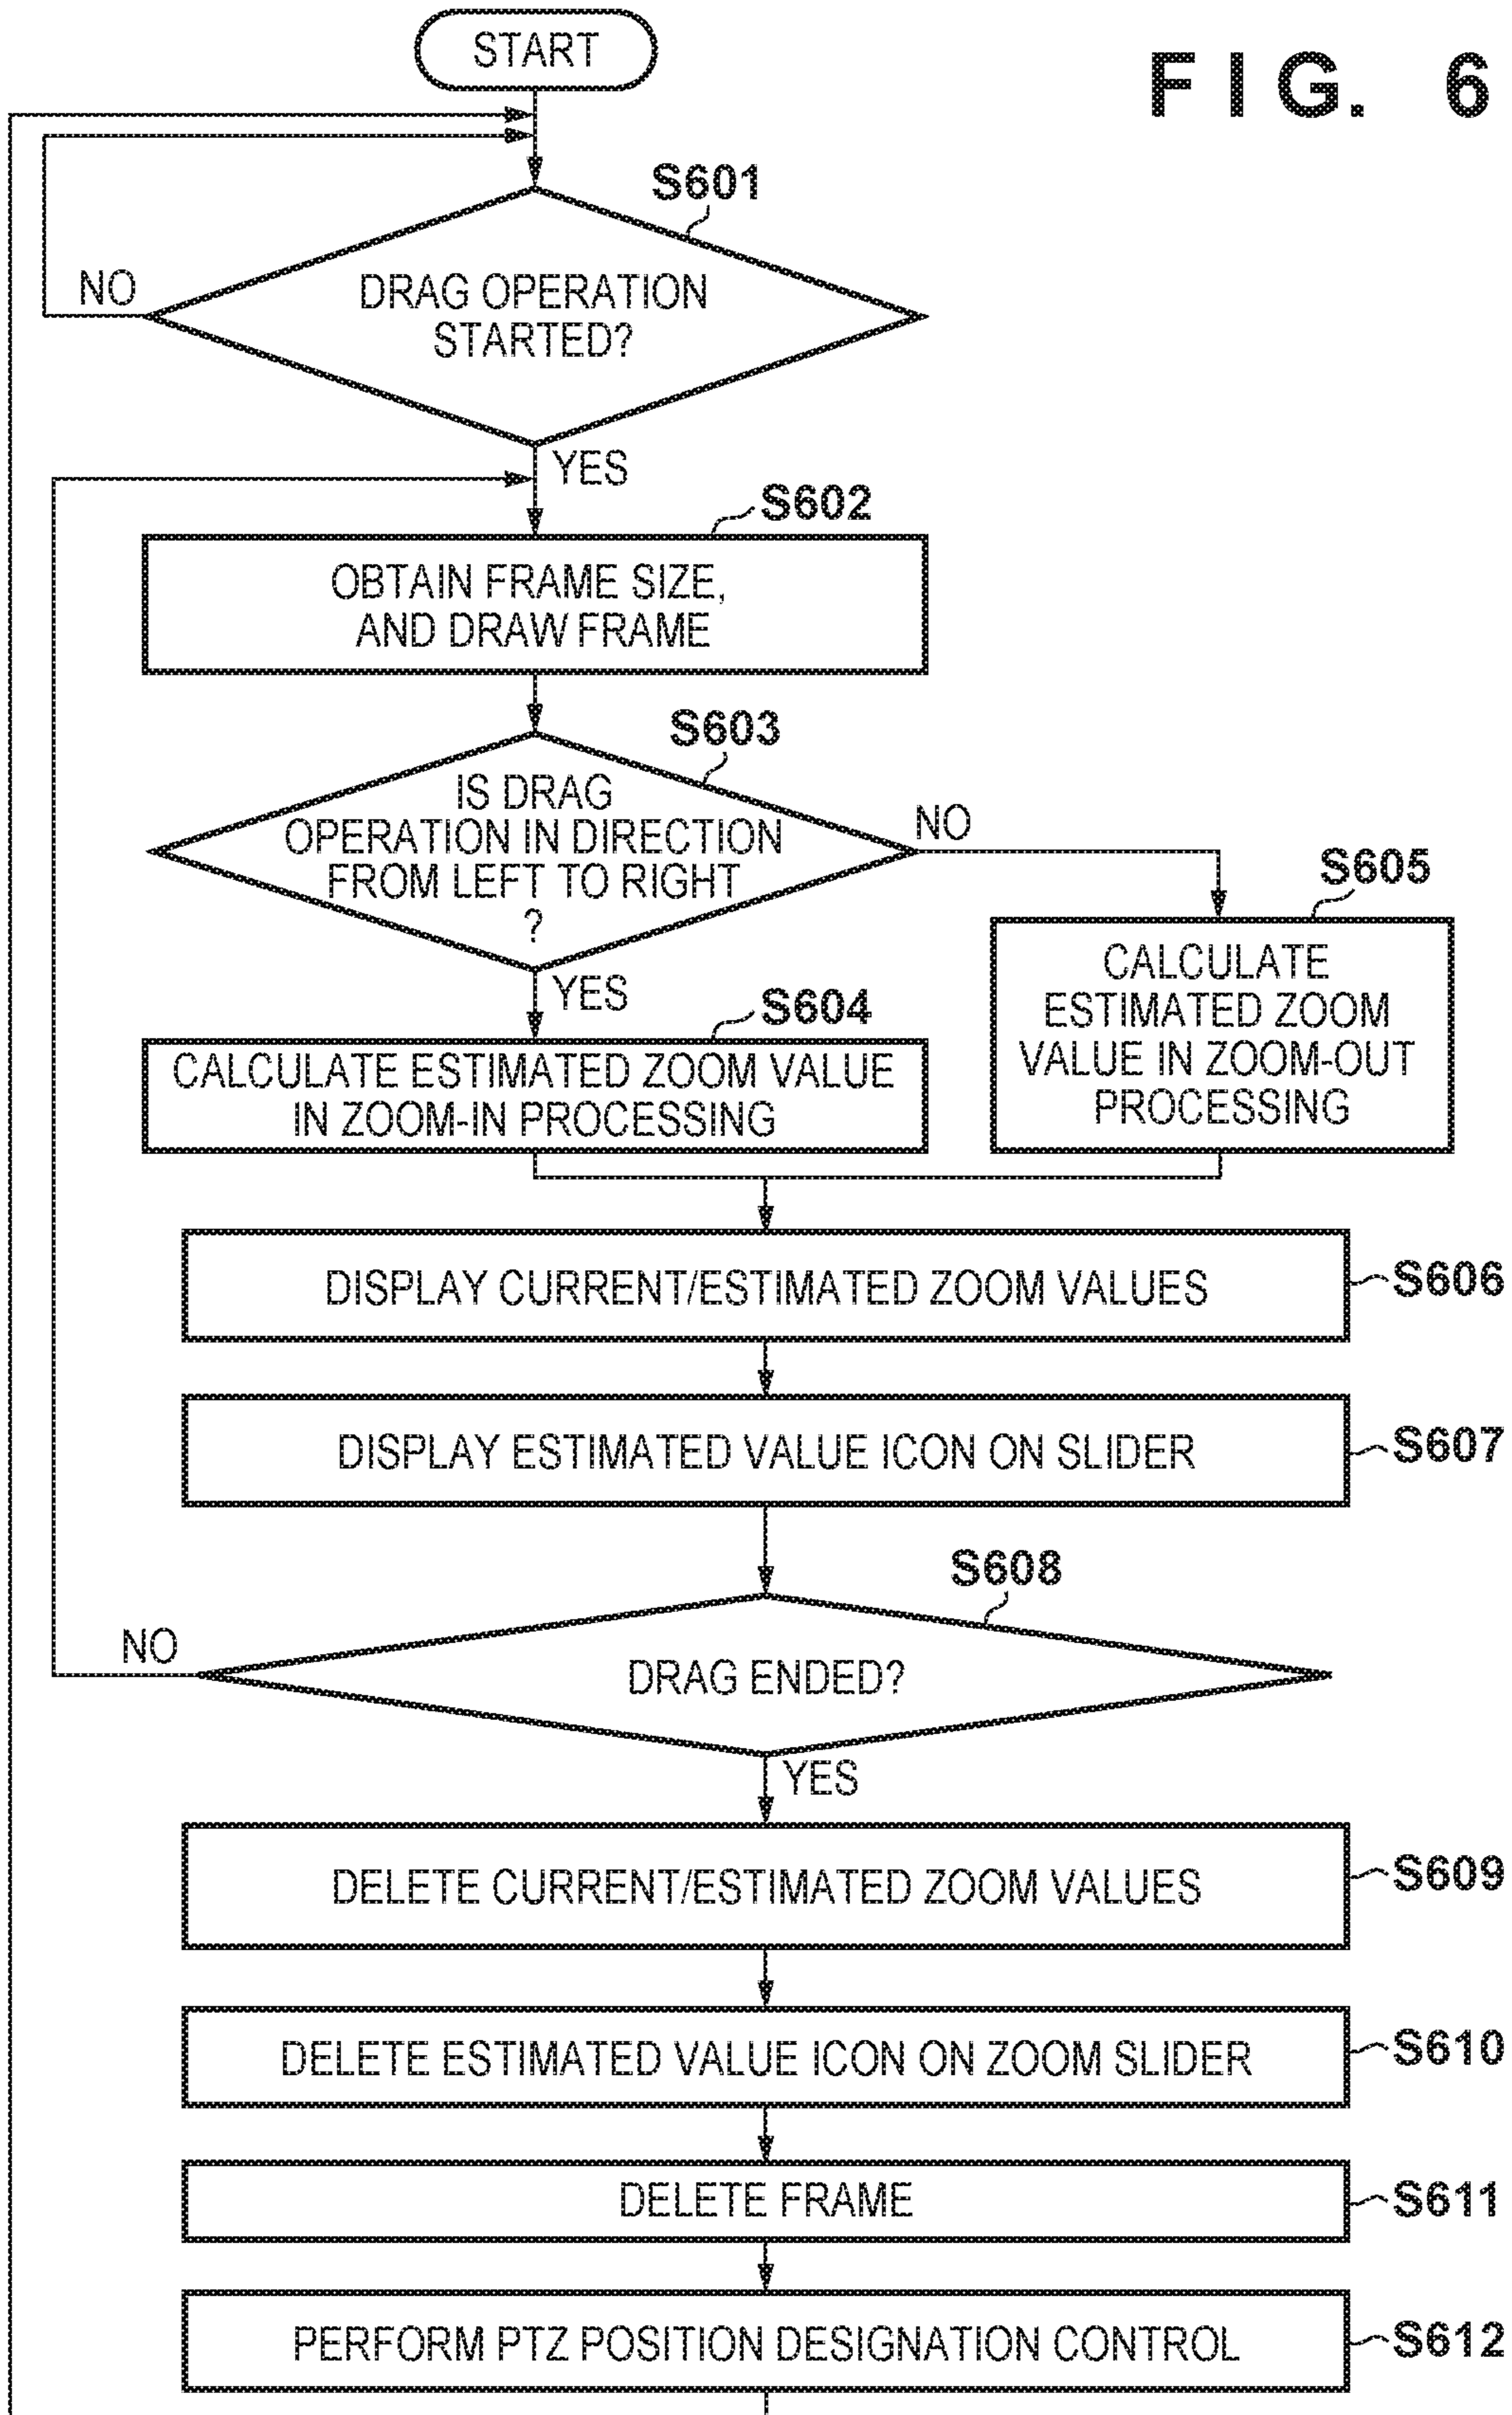 START
FIG. 6
S601
DRAG OPERATION
STARTED?
NO
YES
S602
OBTAIN FRAME SIZE,
AND DRAW FRAME
S603
IS DRAG
OPERATION IN DIRECTION
FROM LEFT TO RIGHT
?
NO
YES
S604
CALCULATE ESTIMATED ZOOM VALUE
IN ZOOM-IN PROCESSING
S605
CALCULATE
ESTIMATED ZOOM
VALUE IN ZOOM-OUT
PROCESSING
DISPLAY CURRENT/ESTIMATED ZOOM VALUES
S606
DISPLAY ESTIMATED VALUE ICON ON SLIDER
S607
S608
DRAG ENDED?
NO
YES
DELETE CURRENT/ESTIMATED ZOOM VALUES
S609
DELETE ESTIMATED VALUE ICON ON ZOOM SLIDER
S610
DELETE FRAME
S611
PERFORM PTZ POSITION DESIGNATION CONTROL
S612